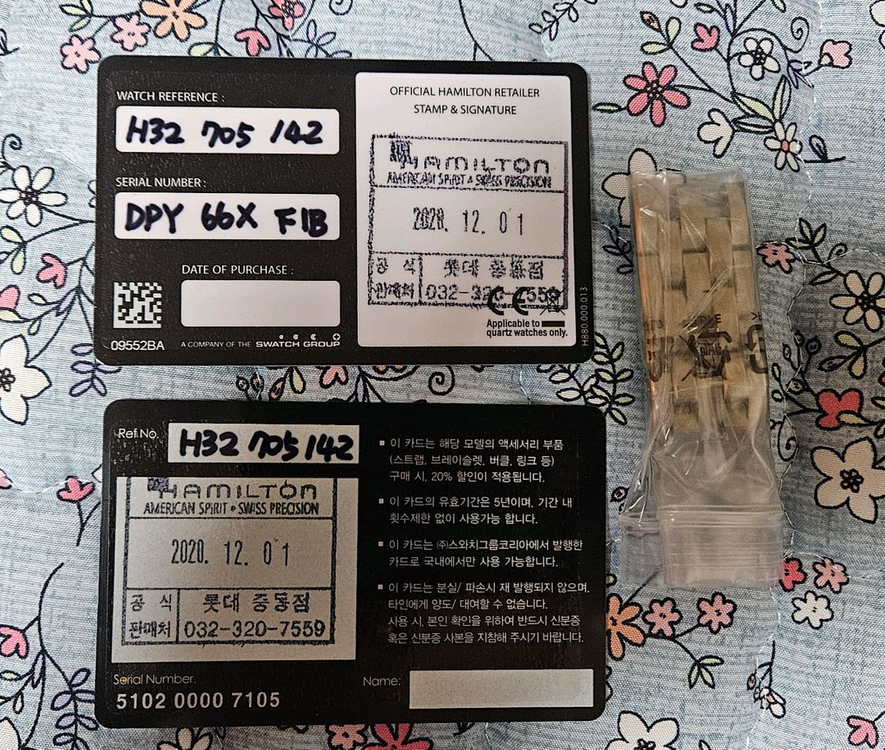 WATCH REFERENCE :
H32 705 142
SERIAL NUMBER :
DPY 66X F1B
DATE OF PURCHASE :
09552BA
A COMPANY OF THE SWATCH GROUP
OFFICIAL HAMILTON RETAILER
STAMP & SIGNATURE
HAMILTON
AMERICAN SPIRIT • SWISS PRECISION
2020. 12. 01
공 식 롯데 중동점
판매처 032-320-7559
CE
Applicable to
quartz watches only.
H880.009.013
Ref.No. H32 705 142
HAMILTON
AMERICAN SPIRIT • SWISS PRECISION
2020. 12. 01
공 식 롯데 중동점
판매처 032-320-7559
Serial Number.
5102 0000 7105
■ 이 카드는 해당 모델의 액세서리 부품
(스트랩, 브레이슬렛, 버클, 링크 등)
구매 시, 20% 할인이 적용됩니다.
■ 이 카드의 유효기간은 5년이며, 기간 내
횟수제한 없이 사용가능 합니다.
■ 이 카드는 ㈜스와치그룹코리아에서 발행한
카드로 국내에서만 사용 가능합니다.
■ 이 카드는 분실/ 파손시 재 발행되지 않으며,
타인에게 양도/ 대여할 수 없습니다.
사용 시, 본인 확인을 위하여 반드시 신분증
혹은 신분증 사본을 지참해 주시기 바랍니다.
Name: